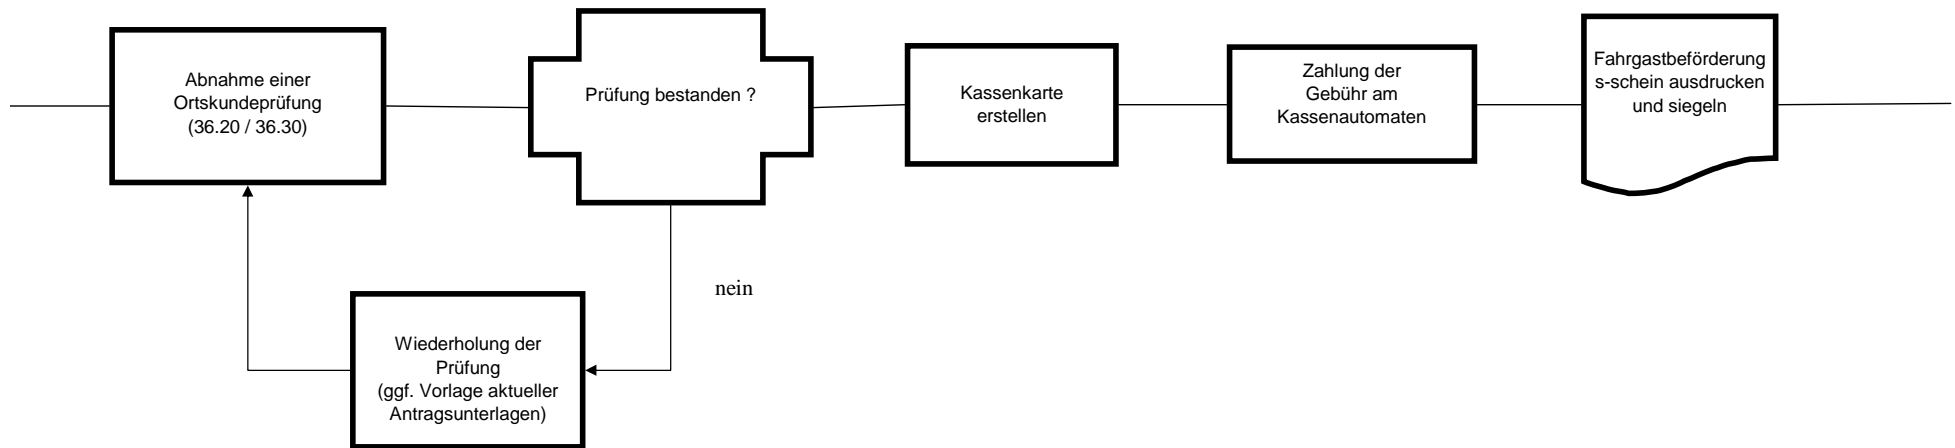 Abnahme einer
Ortskundeprüfung
(36.20 / 36.30)
Prüfung bestanden ?
Kassenkarte
erstellen
Zahlung der
Gebühr am
Kassenautomaten
Fahrgastbeförderung
s-schein ausdrucken
und siegeln
nein
Wiederholung der
Prüfung
(ggf. Vorlage aktueller
Antragsunterlagen)